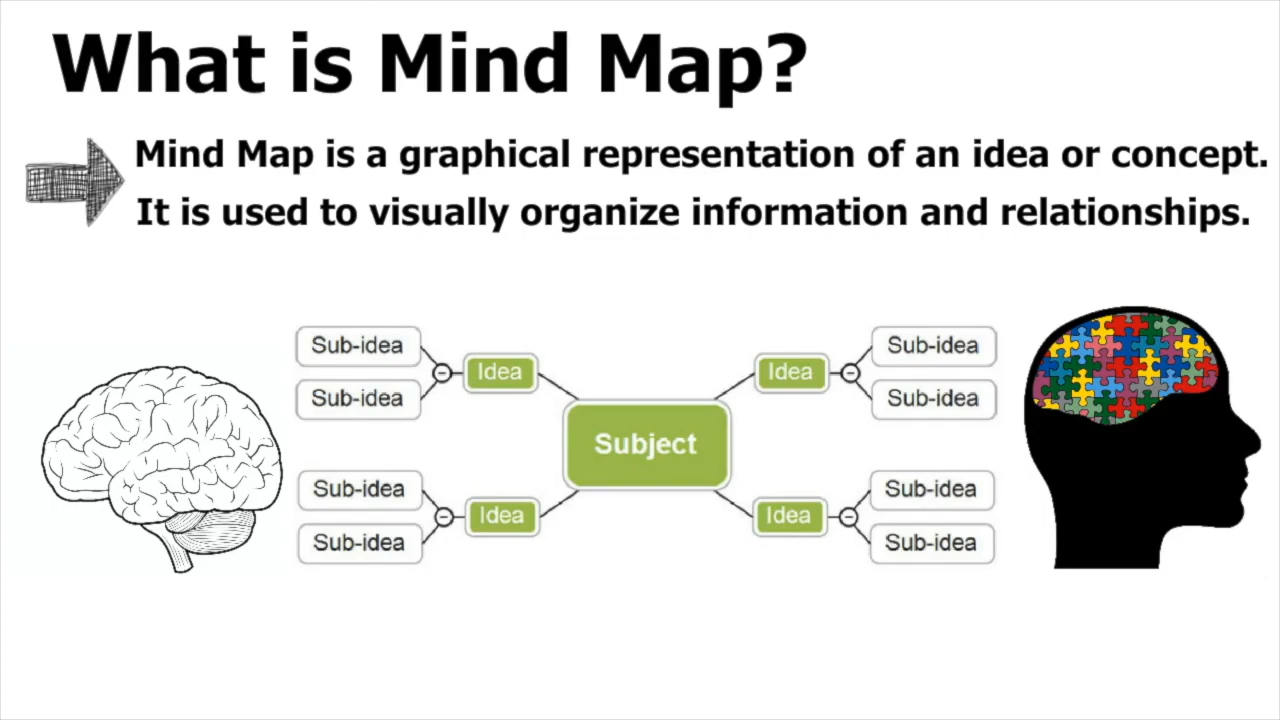 What is Mind Map?
Mind Map is a graphical representation of an idea or concept.
It is used to visually organize information and relationships.
Sub-idea
Sub-idea
Idea
Idea
Sub-idea
Sub-idea
Subject
Sub-idea
Sub-idea
Idea
Idea
Sub-idea
Sub-idea